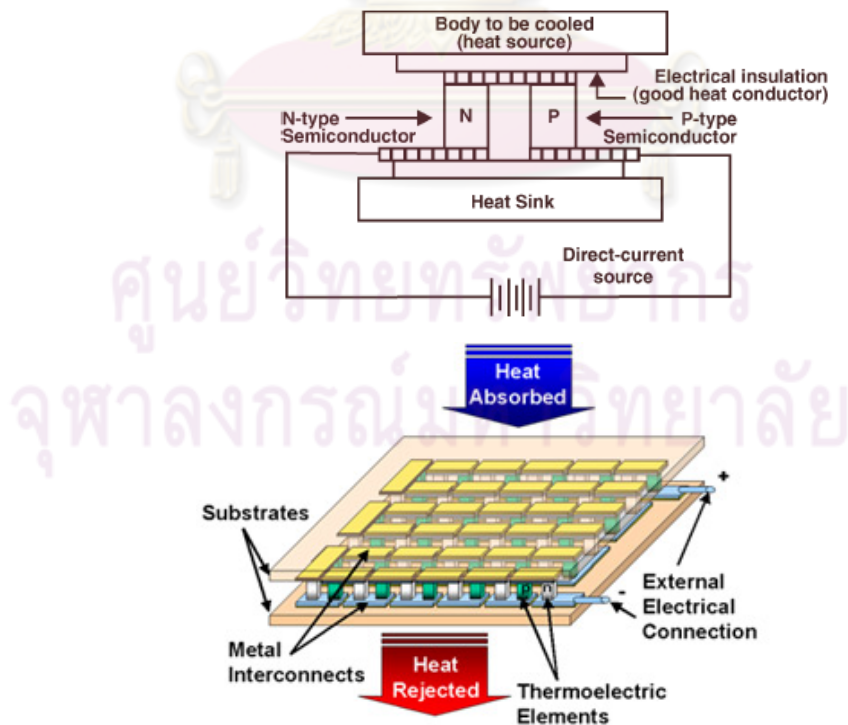 Body to be cooled
(heat source)
Electrical insulation
(good heat conductor)
N-type
Semiconductor
N
P
P-type
Semiconductor
Heat Sink
Direct-current
source
ศูนย์วิทยทรัพยากร
จุฬาลงกรณ์มหาวิทยาลัย
Heat
Absorbed
+
Substrates
P
n
-
External
Electrical
Connection
Metal
Interconnects
Heat
Rejected
Thermoelectric
Elements